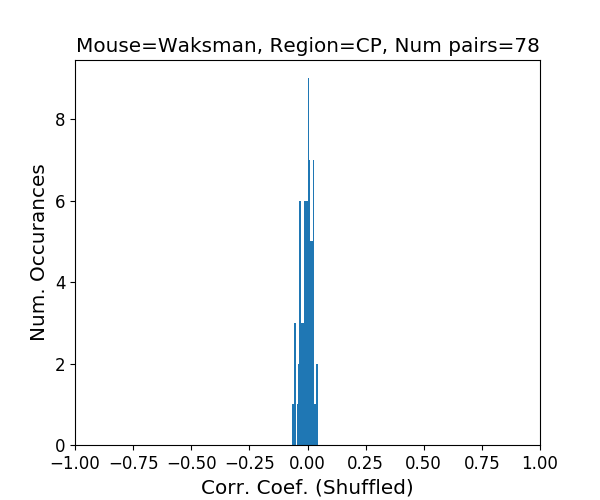 Mouse=Waksman, Region=CP, Num pairs=78
8
6
4
2
0
Num. Occurances
−1.00 −0.75 −0.50 −0.25 0.00 0.25 0.50 0.75 1.00
Corr. Coef. (Shuffled)